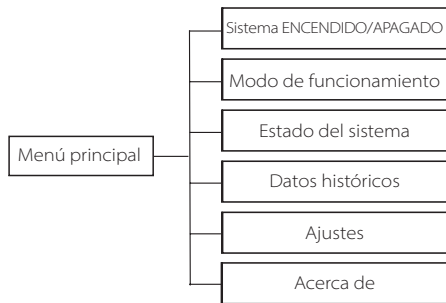 Sistema ENCENDIDO/APAGADO
Modo de funcionamiento
Estado del sistema
Menú principal
Datos históricos
Ajustes
Acerca de